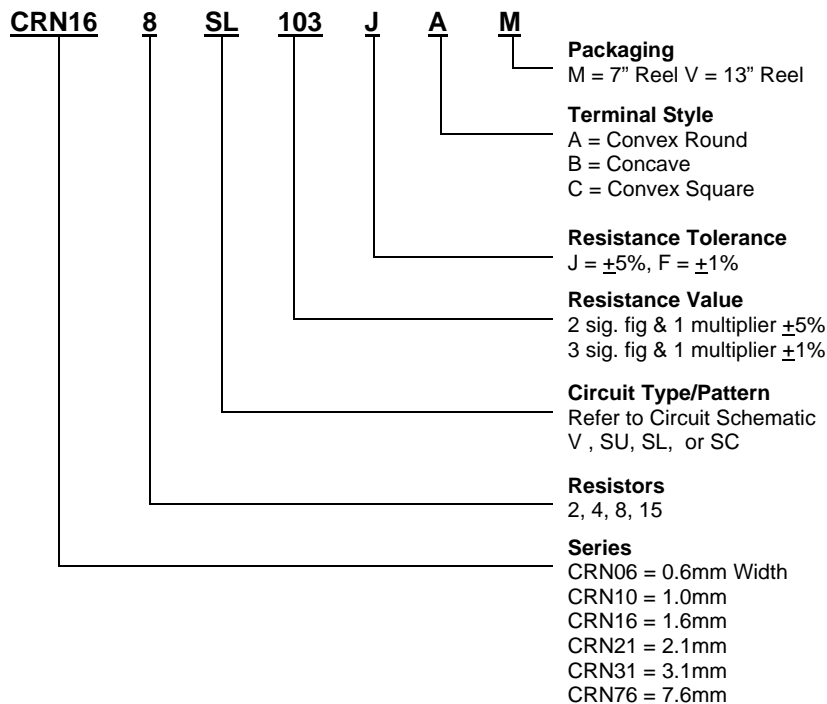 CRN16 8 SL 103 J A M
Packaging
M = 7” Reel V = 13” Reel
Terminal Style
A = Convex Round
B = Concave
C = Convex Square
Resistance Tolerance
J = ±5%, F = ±1%
Resistance Value
2 sig. fig & 1 multiplier ±5%
3 sig. fig & 1 multiplier ±1%
Circuit Type/Pattern
Refer to Circuit Schematic
V , SU, SL, or SC
Resistors
2, 4, 8, 15
Series
CRN06 = 0.6mm Width
CRN10 = 1.0mm
CRN16 = 1.6mm
CRN21 = 2.1mm
CRN31 = 3.1mm
CRN76 = 7.6mm